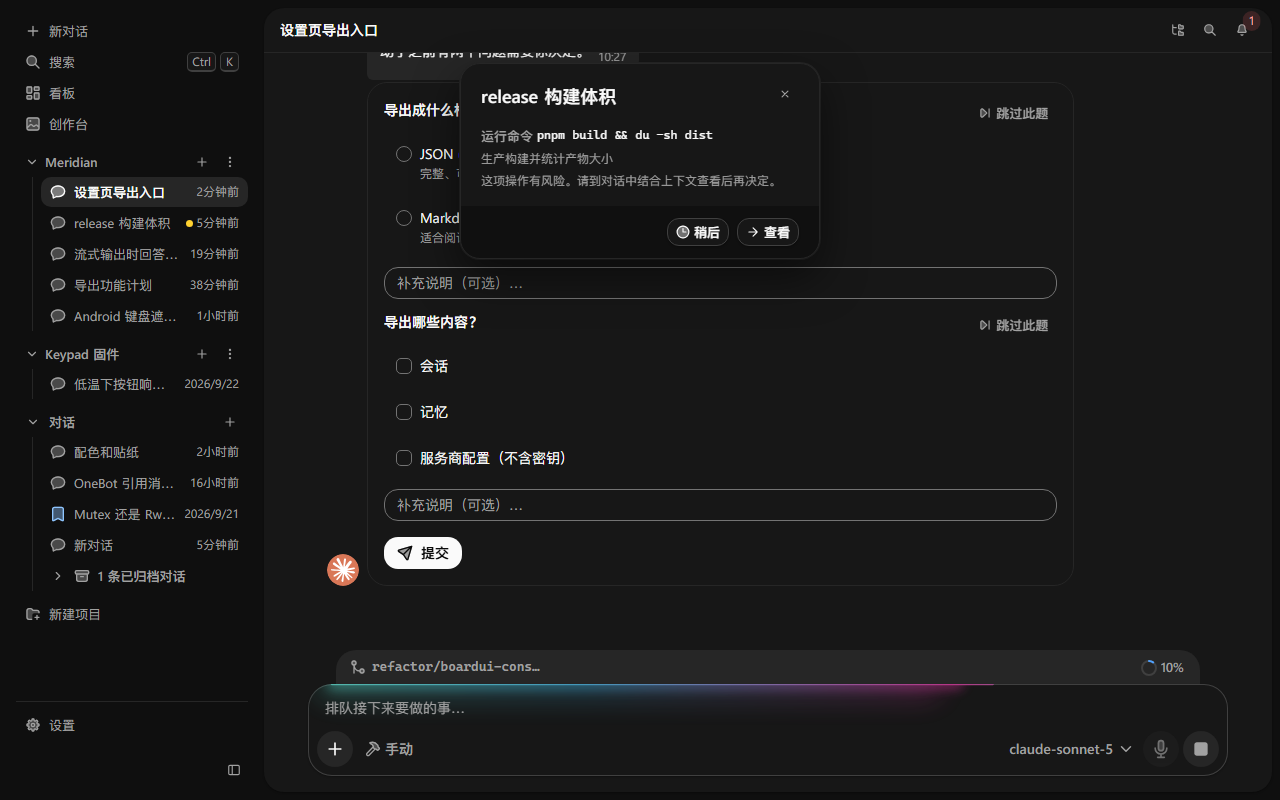 新对话
搜索 Ctrl K
看板
创作台
Meridian
设置页导出入口 2分钟前
release 构建体积 5分钟前
流式输出时回答… 19分钟前
导出功能计划 38分钟前
Android 键盘遮… 1小时前
Keypad 固件
低温下按钮响… 2026/9/22
对话
配色和贴纸 2小时前
OneBot 引用消… 16小时前
Mutex 还是 Rw… 2026/9/21
新对话 5分钟前
1 条已归档对话
新建项目
设置
设置页导出入口
1
10:27
release 构建体积
运行命令 pnpm build && du -sh dist
生产构建并统计产物大小
这项操作有风险。请到对话中结合上下文查看后再决定。
稍后 查看
导出成什么 跳过此题
JSON
完整、
Markd
适合阅
补充说明（可选）…
导出哪些内容？ 跳过此题
会话
记忆
服务商配置（不含密钥）
补充说明（可选）…
提交
refactor/boardui-cons… 10%
排队接下来要做的事…
手动 claude-sonnet-5